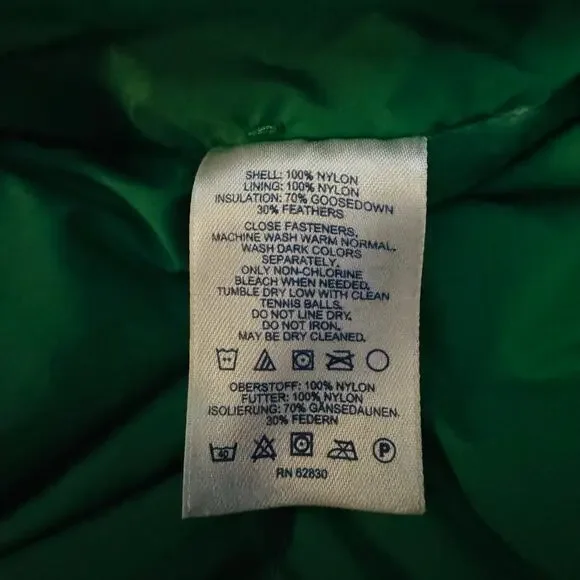 SHELL: 100% NYLON
LINING: 100% NYLON
INSULATION: 70% GOOSEDOWN
30% FEATHERS
CLOSE FASTENERS.
MACHINE WASH WARM NORMAL.
WASH DARK COLORS
SEPARATELY.
ONLY NON-CHLORINE
BLEACH WHEN NEEDED.
TUMBLE DRY LOW WITH CLEAN
TENNIS BALLS.
DO NOT LINE DRY.
DO NOT IRON.
MAY BE DRY CLEANED.
OBERSTOFF: 100% NYLON
FUTTER: 100% NYLON
ISOLIERUNG: 70% GÄNSEDAUNEN.
30% FEDERN
40 P
RN 62830